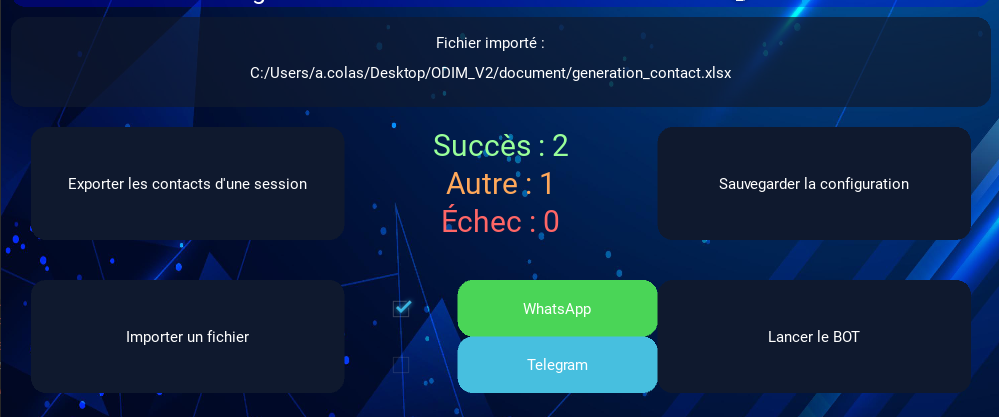 Fichier importé :
C:/Users/a.colas/Desktop/ODIM_V2/document/generation_contact.xlsx
Exporter les contacts d'une session
Succès : 2
Autre : 1
Échec : 0
Sauvegarder la configuration
Importer un fichier
WhatsApp
Telegram
Lancer le BOT